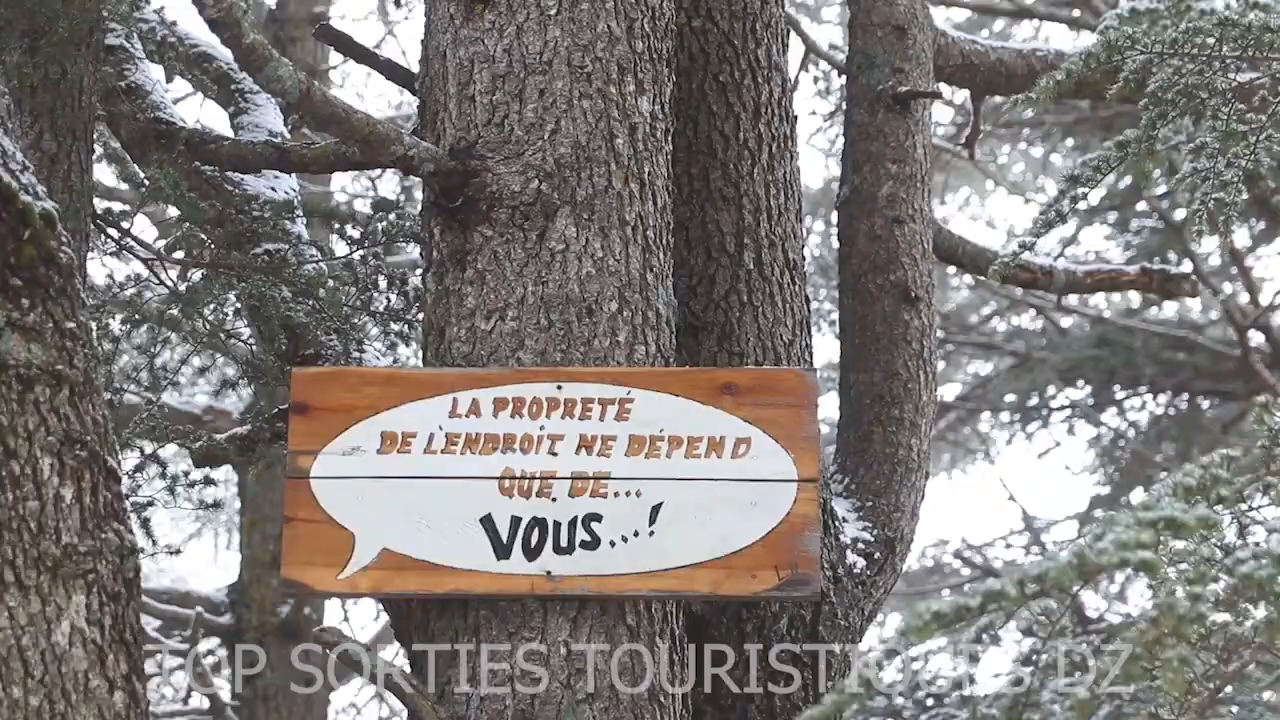 LA PROPRETÉ
DE L'ENDROIT NE DÉPEND
QUE DE...
VOUS...!
TOP SORTIES TOURISTIQUES DZ